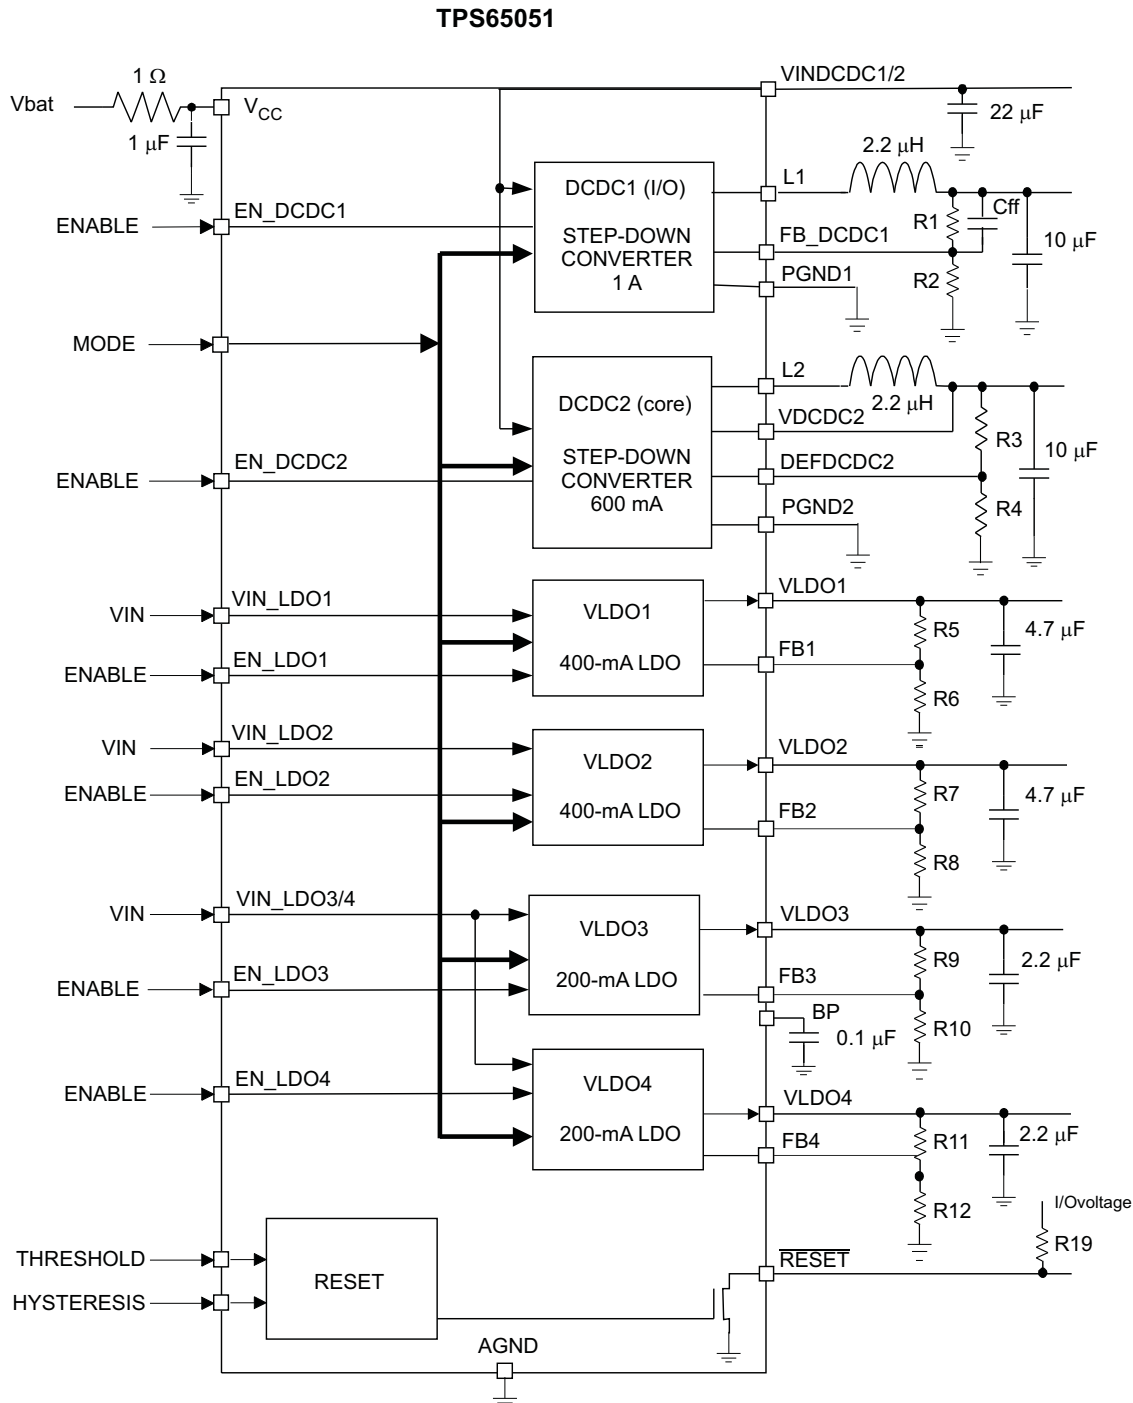 TPS65051
VINDCDC1/2
1 Ω
Vbat
VCC
22 μF
1 μF
2.2 μH
DCDC1 (I/O)
L1
Cff
EN_DCDC1
R1
ENABLE
STEP-DOWN
FB_DCDC1
10 μF
CONVERTER
1 A
PGND1
R2
MODE
L2
DCDC2 (core)
2.2 μH
VDCDC2
R3
10 μF
EN_DCDC2
STEP-DOWN
DEFDCDC2
ENABLE
CONVERTER
600 mA
PGND2
R4
VIN_LDO1
VLDO1
VIN
VLDO1
R5
4.7 μF
EN_LDO1
400-mA LDO
FB1
ENABLE
R6
VIN_LDO2
VIN
VLDO2
VLDO2
EN_LDO2
ENABLE
R7
4.7 μF
400-mA LDO
FB2
R8
VIN_LDO3/4
VIN
VLDO3
VLDO3
R9
2.2 μF
EN_LDO3
200-mA LDO
FB3
ENABLE
BP
0.1 μF
R10
EN_LDO4
ENABLE
VLDO4
VLDO4
200-mA LDO
FB4
R11
2.2 μF
R12
I/Ovoltage
THRESHOLD
RESET
R19
RESET
HYSTERESIS
AGND